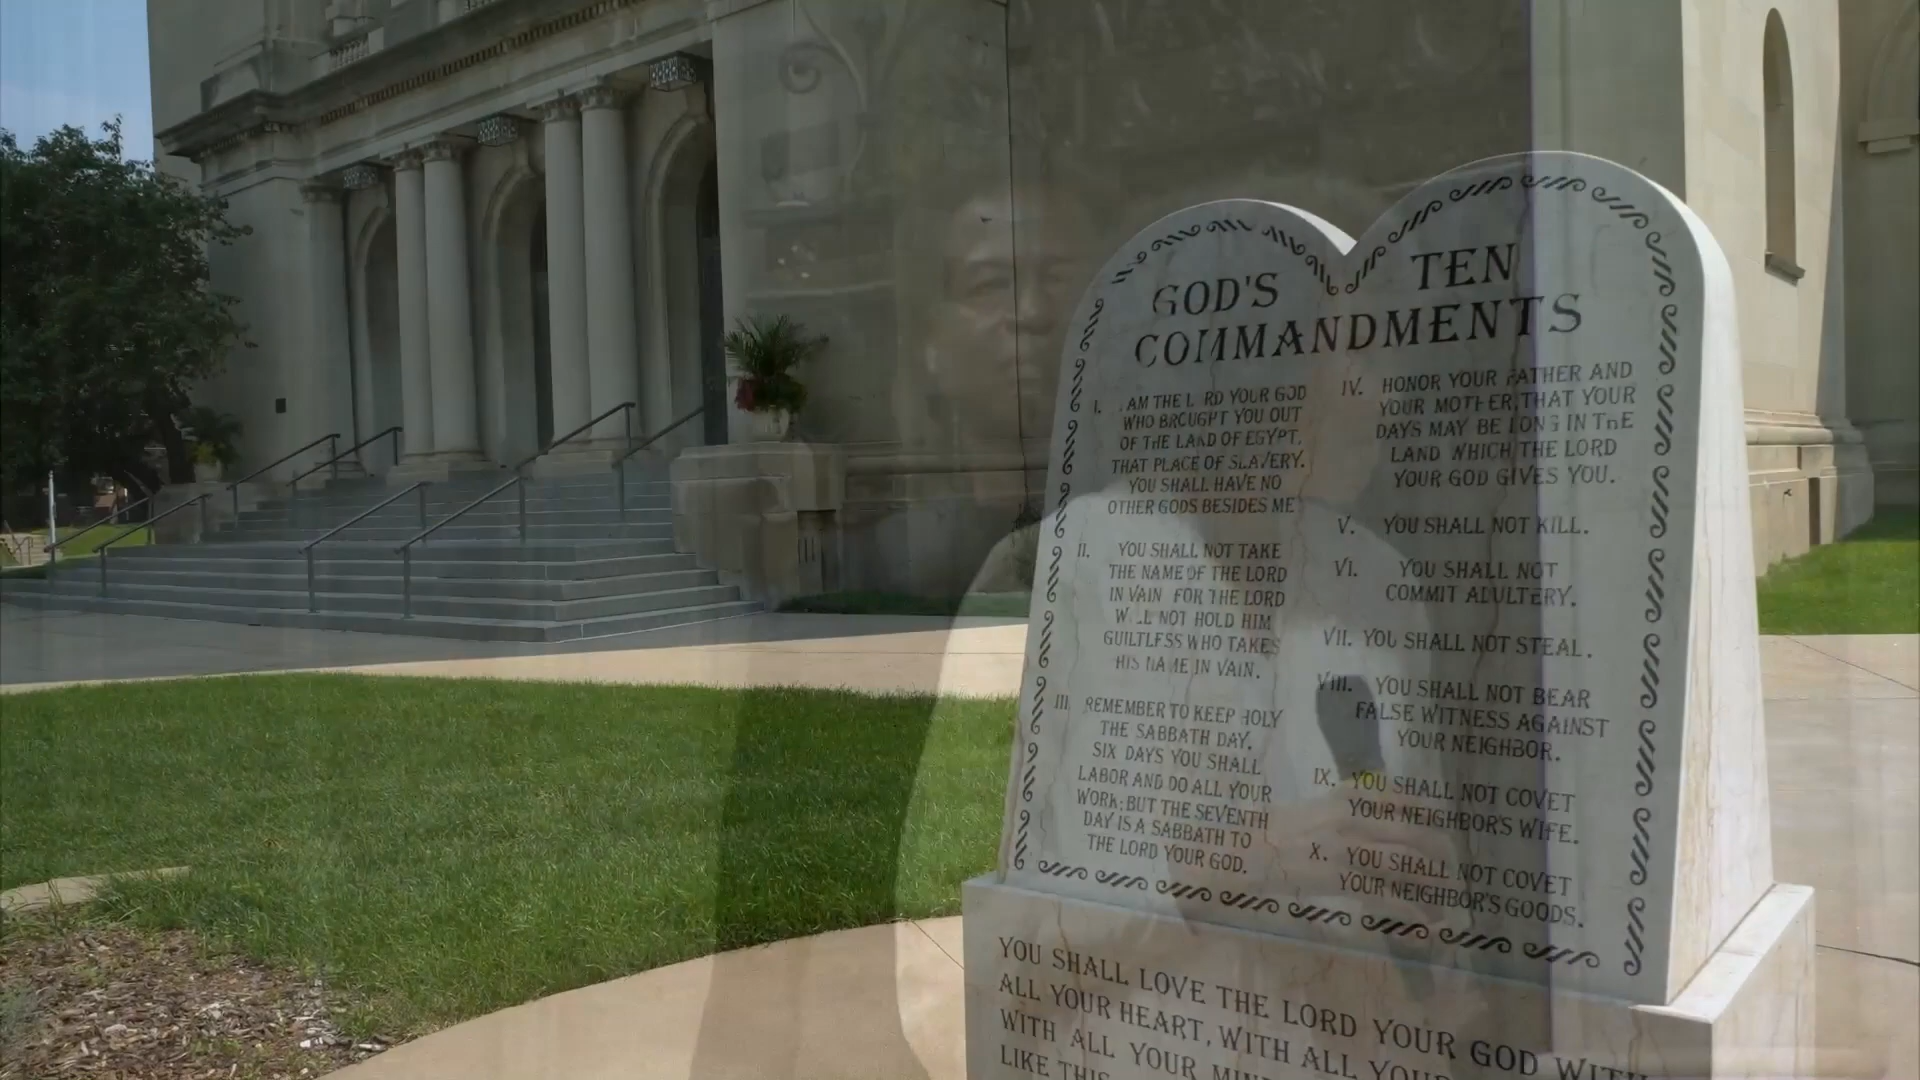 GOD'S TEN
COMMANDMENTS
I. I AM THE LORD YOUR GOD
WHO BROUGHT YOU OUT
OF THE LAND OF EGYPT,
THAT PLACE OF SLAVERY.
YOU SHALL HAVE NO
OTHER GODS BESIDES ME
II. YOU SHALL NOT TAKE
THE NAME OF THE LORD
IN VAIN FOR THE LORD
WILL NOT HOLD HIM
GUILTLESS WHO TAKES
HIS NAME IN VAIN.
III REMEMBER TO KEEP HOLY
THE SABBATH DAY.
SIX DAYS YOU SHALL
LABOR AND DO ALL YOUR
WORK; BUT THE SEVENTH
DAY IS A SABBATH TO
THE LORD YOUR GOD.
IV. HONOR YOUR FATHER AND
YOUR MOTHER, THAT YOUR
DAYS MAY BE LONG IN THE
LAND WHICH THE LORD
YOUR GOD GIVES YOU.
V. YOU SHALL NOT KILL.
VI. YOU SHALL NOT
COMMIT ADULTERY.
VII. YOU SHALL NOT STEAL.
VIII. YOU SHALL NOT BEAR
FALSE WITNESS AGAINST
YOUR NEIGHBOR.
IX. YOU SHALL NOT COVET
YOUR NEIGHBOR'S WIFE.
X. YOU SHALL NOT COVET
YOUR NEIGHBOR'S GOODS.
YOU SHALL LOVE THE LORD YOUR GOD WITH
ALL YOUR HEART, WITH ALL YOUR
WITH ALL YOUR
LIKE THIS